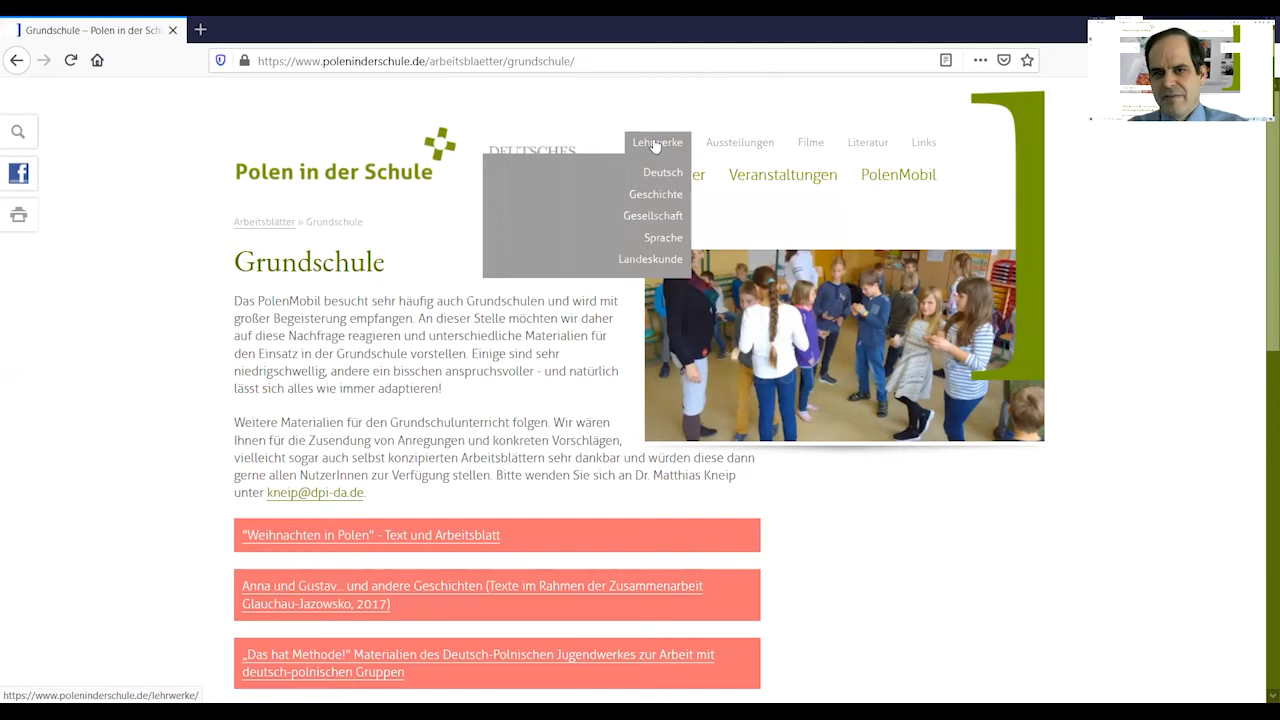 Grundschule – Polen in der Sch
https://www.poleninderschule.de/arbeitsblaetter/grundschule/
Polen in der Schule
DEUTSCHES
Lehrwerke
Ausstellungen
Filme
Literatur
Links
Deutsch
Geschichte
Gesellschaft
Sprache
Landeskunde
er
Veranstaltungen
PolenMobil
Arbeitsblätter » Grundschule
Grundschule
Das PolenMobil besucht sehr häufig auch Grundschulen und wird mit
großer Begeisterung empfangen. An dieser Stelle möchten wir daher
auf diese Nachfrage reagieren und unterschiedliche Materialien für
den Einsatz in der Grundschule vorstellen. Einige sind sehr
niedrigschwellig, andere ein bisschen anspruchsvoller - und natürlich
lässt sich alles wie immer adaptieren!
Weitere Materialien für den Grundschulunterricht folgen. Wir wären
Ihnen für die Zusendung von Anregungen und konkreten Vorschlägen,
vielleicht sogar auch selbst konzipierten Arbeitsblättern sehr dankbar und würden diese dann
gerne allen NutzerInnen zur Verfügung stellen. Bitte wenden Sie sich an Dr. Matthias Kneip
unter kneip@dpi-da.de.
"Weihnachten in Polen" - Text und Arbeitsblatt
Anna und Gustav... und andere Geschichten (Texte im Rahmen der Zusammenarbeit
Glauchau-Jazowsko, 2017)
„Das hat Methode!" Materialien des Deutsch-Polnischen Jugendwerkes zur Arbeit mit
deutsch-polnischen Gruppen
https://www.poleninderschule.de/lehrwerke/